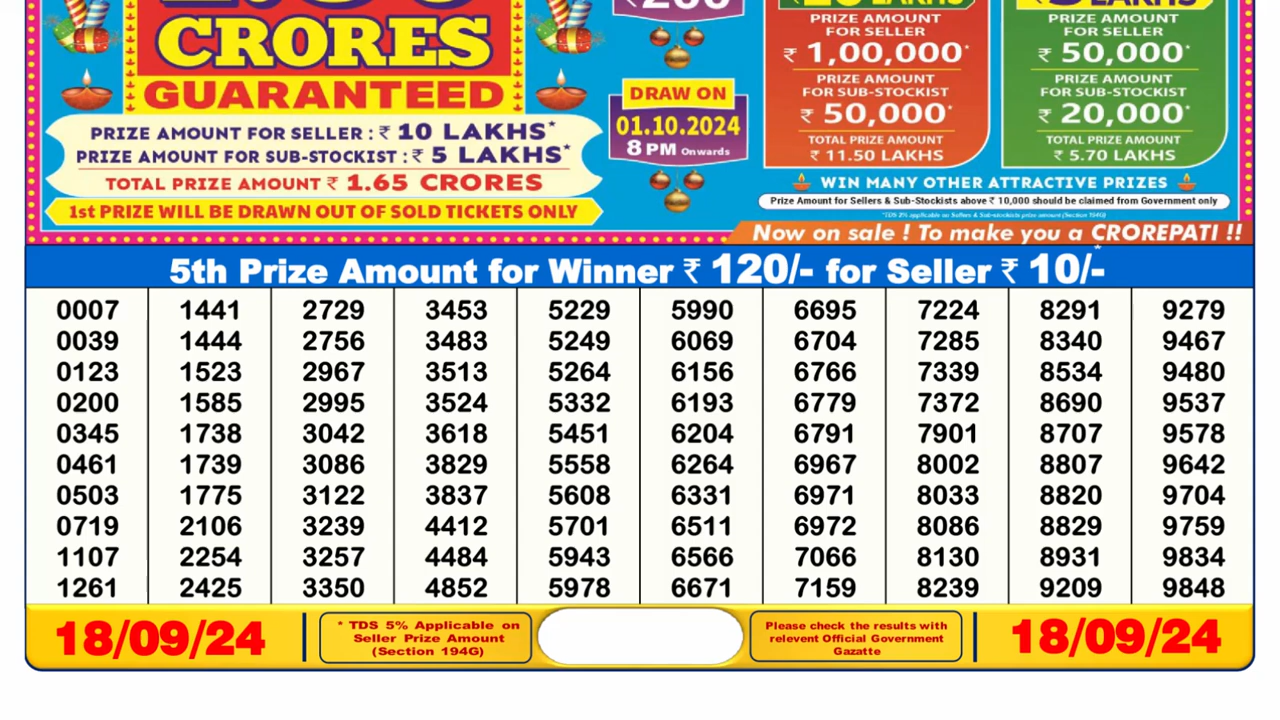 CRORES
GUARANTEED
PRIZE AMOUNT FOR SELLER : ₹ 10 LAKHS*
PRIZE AMOUNT FOR SUB-STOCKIST : ₹ 5 LAKHS*
TOTAL PRIZE AMOUNT ₹ 1.65 CRORES
1st PRIZE WILL BE DRAWN OUT OF SOLD TICKETS ONLY
DRAW ON
01.10.2024
8 PM Onwards
PRIZE AMOUNT
FOR SELLER
₹ 1,00,000*
PRIZE AMOUNT
FOR SUB-STOCKIST
₹ 50,000*
TOTAL PRIZE AMOUNT
₹ 11.50 LAKHS
PRIZE AMOUNT
FOR SELLER
₹ 50,000*
PRIZE AMOUNT
FOR SUB-STOCKIST
₹ 20,000*
TOTAL PRIZE AMOUNT
₹ 5.70 LAKHS
WIN MANY OTHER ATTRACTIVE PRIZES
Prize Amount for Sellers & Sub-Stockists above ₹ 10,000 should be claimed from Government only
*TDS 5% applicable on Sellers & Sub-stockists prize amount (Section 194G)
Now on sale ! To make you a CROREPATI !!
5th Prize Amount for Winner ₹ 120/- for Seller ₹ 10/-*
0007 1441 2729 3453 5229 5990 6695 7224 8291 9279
0039 1444 2756 3483 5249 6069 6704 7285 8340 9467
0123 1523 2967 3513 5264 6156 6766 7339 8534 9480
0200 1585 2995 3524 5332 6193 6779 7372 8690 9537
0345 1738 3042 3618 5451 6204 6791 7901 8707 9578
0461 1739 3086 3829 5558 6264 6967 8002 8807 9642
0503 1775 3122 3837 5608 6331 6971 8033 8820 9704
0719 2106 3239 4412 5701 6511 6972 8086 8829 9759
1107 2254 3257 4484 5943 6566 7066 8130 8931 9834
1261 2425 3350 4852 5978 6671 7159 8239 9209 9848
18/09/24
* TDS 5% Applicable on
Seller Prize Amount
(Section 194G)
Please check the results with
relevent Official Government
Gazatte
18/09/24